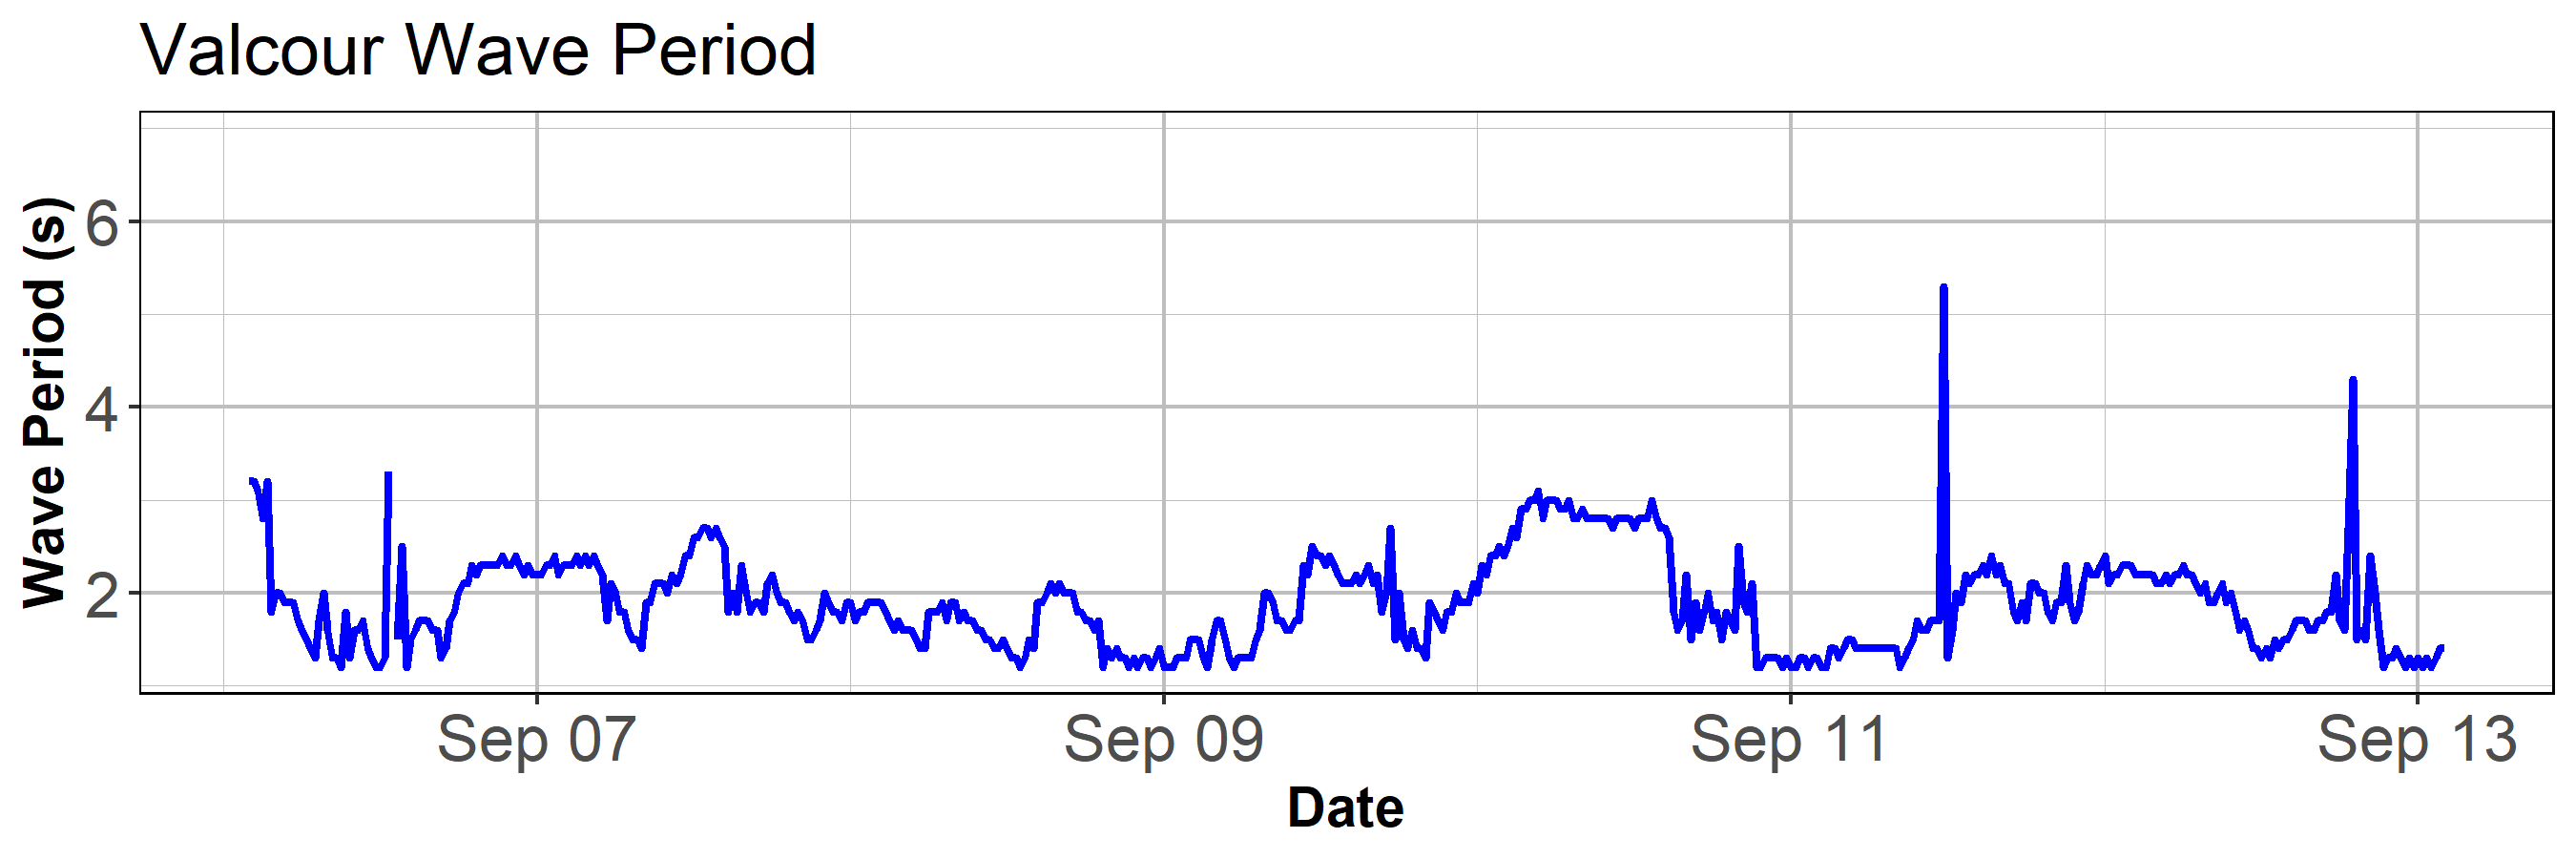 Valcour Wave Period
Wave Period (s)
6
4
2
Sep 07 Sep 09 Sep 11 Sep 13
Date